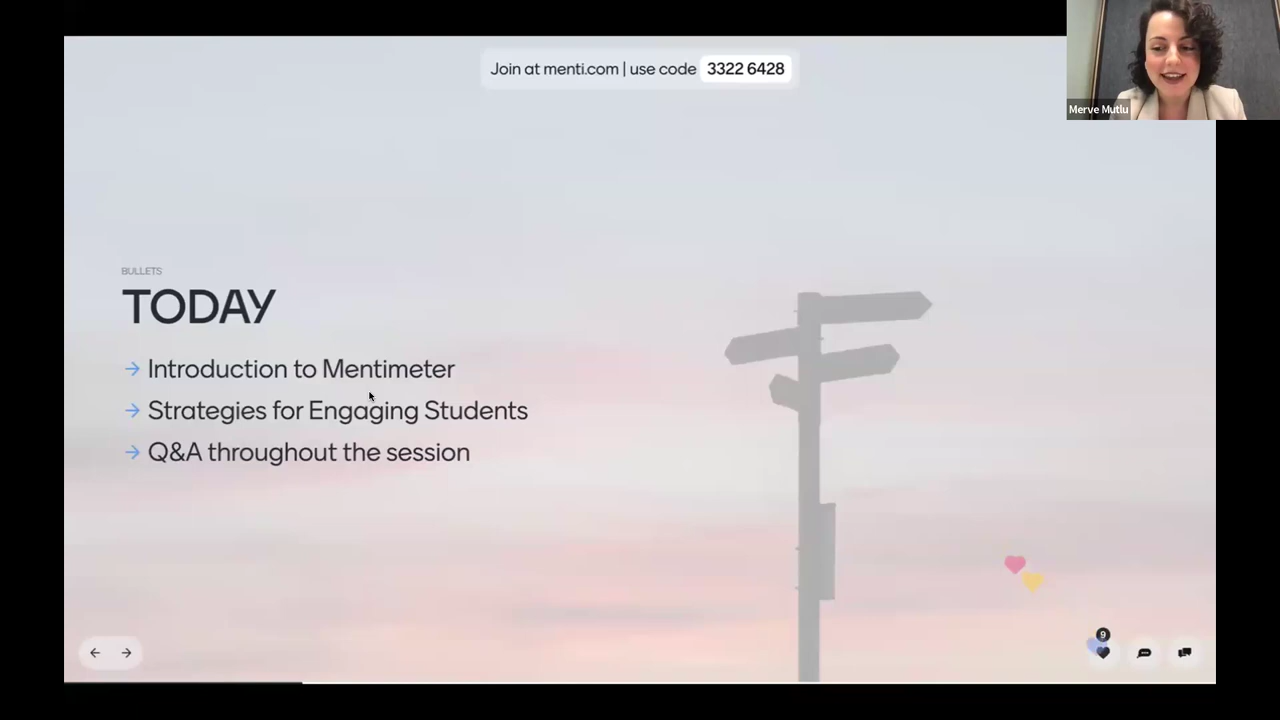 Join at menti.com | use code 3322 6428
Merve Mutlu
BULLETS
TODAY
→ Introduction to Mentimeter
→ Strategies for Engaging Students
→ Q&A throughout the session
9